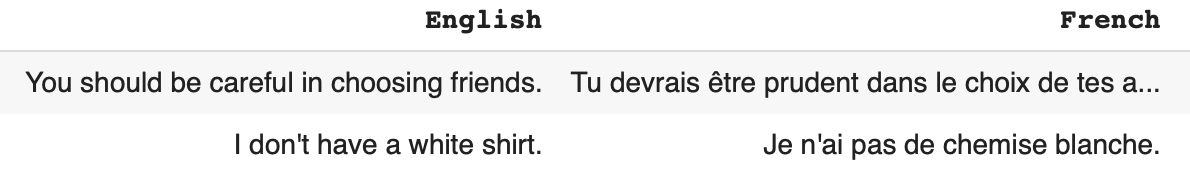 English French
You should be careful in choosing friends. Tu devrais être prudent dans le choix de tes a...
I don't have a white shirt. Je n'ai pas de chemise blanche.